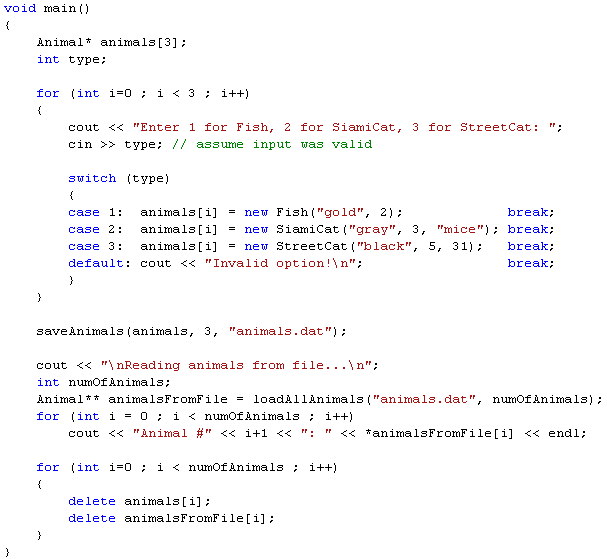 void main()
{
    Animal* animals[3];
    int type;

    for (int i=0 ; i < 3 ; i++)
    {
        cout << "Enter 1 for Fish, 2 for SiamiCat, 3 for StreetCat: ";
        cin >> type; // assume input was valid

        switch (type)
        {
        case 1:  animals[i] = new Fish("gold", 2);             break;
        case 2:  animals[i] = new SiamiCat("gray", 3, "mice"); break;
        case 3:  animals[i] = new StreetCat("black", 5, 31);   break;
        default: cout << "Invalid option!\n";                  break;
        }
    }

    saveAnimals(animals, 3, "animals.dat");

    cout << "\nReading animals from file...\n";
    int numOfAnimals;
    Animal** animalsFromFile = loadAllAnimals("animals.dat", numOfAnimals);
    for (int i = 0 ; i < numOfAnimals ; i++)
        cout << "Animal #" << i+1 << ": " << *animalsFromFile[i] << endl;

    for (int i=0 ; i < numOfAnimals ; i++)
    {
        delete animals[i];
        delete animalsFromFile[i];
    }
}